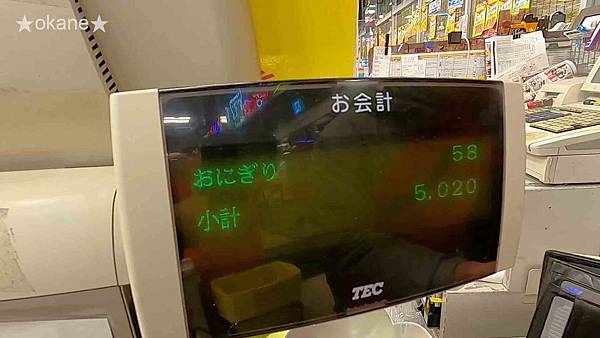 ★okane★
お会計
おにぎり 58
小計 5,020
TEC